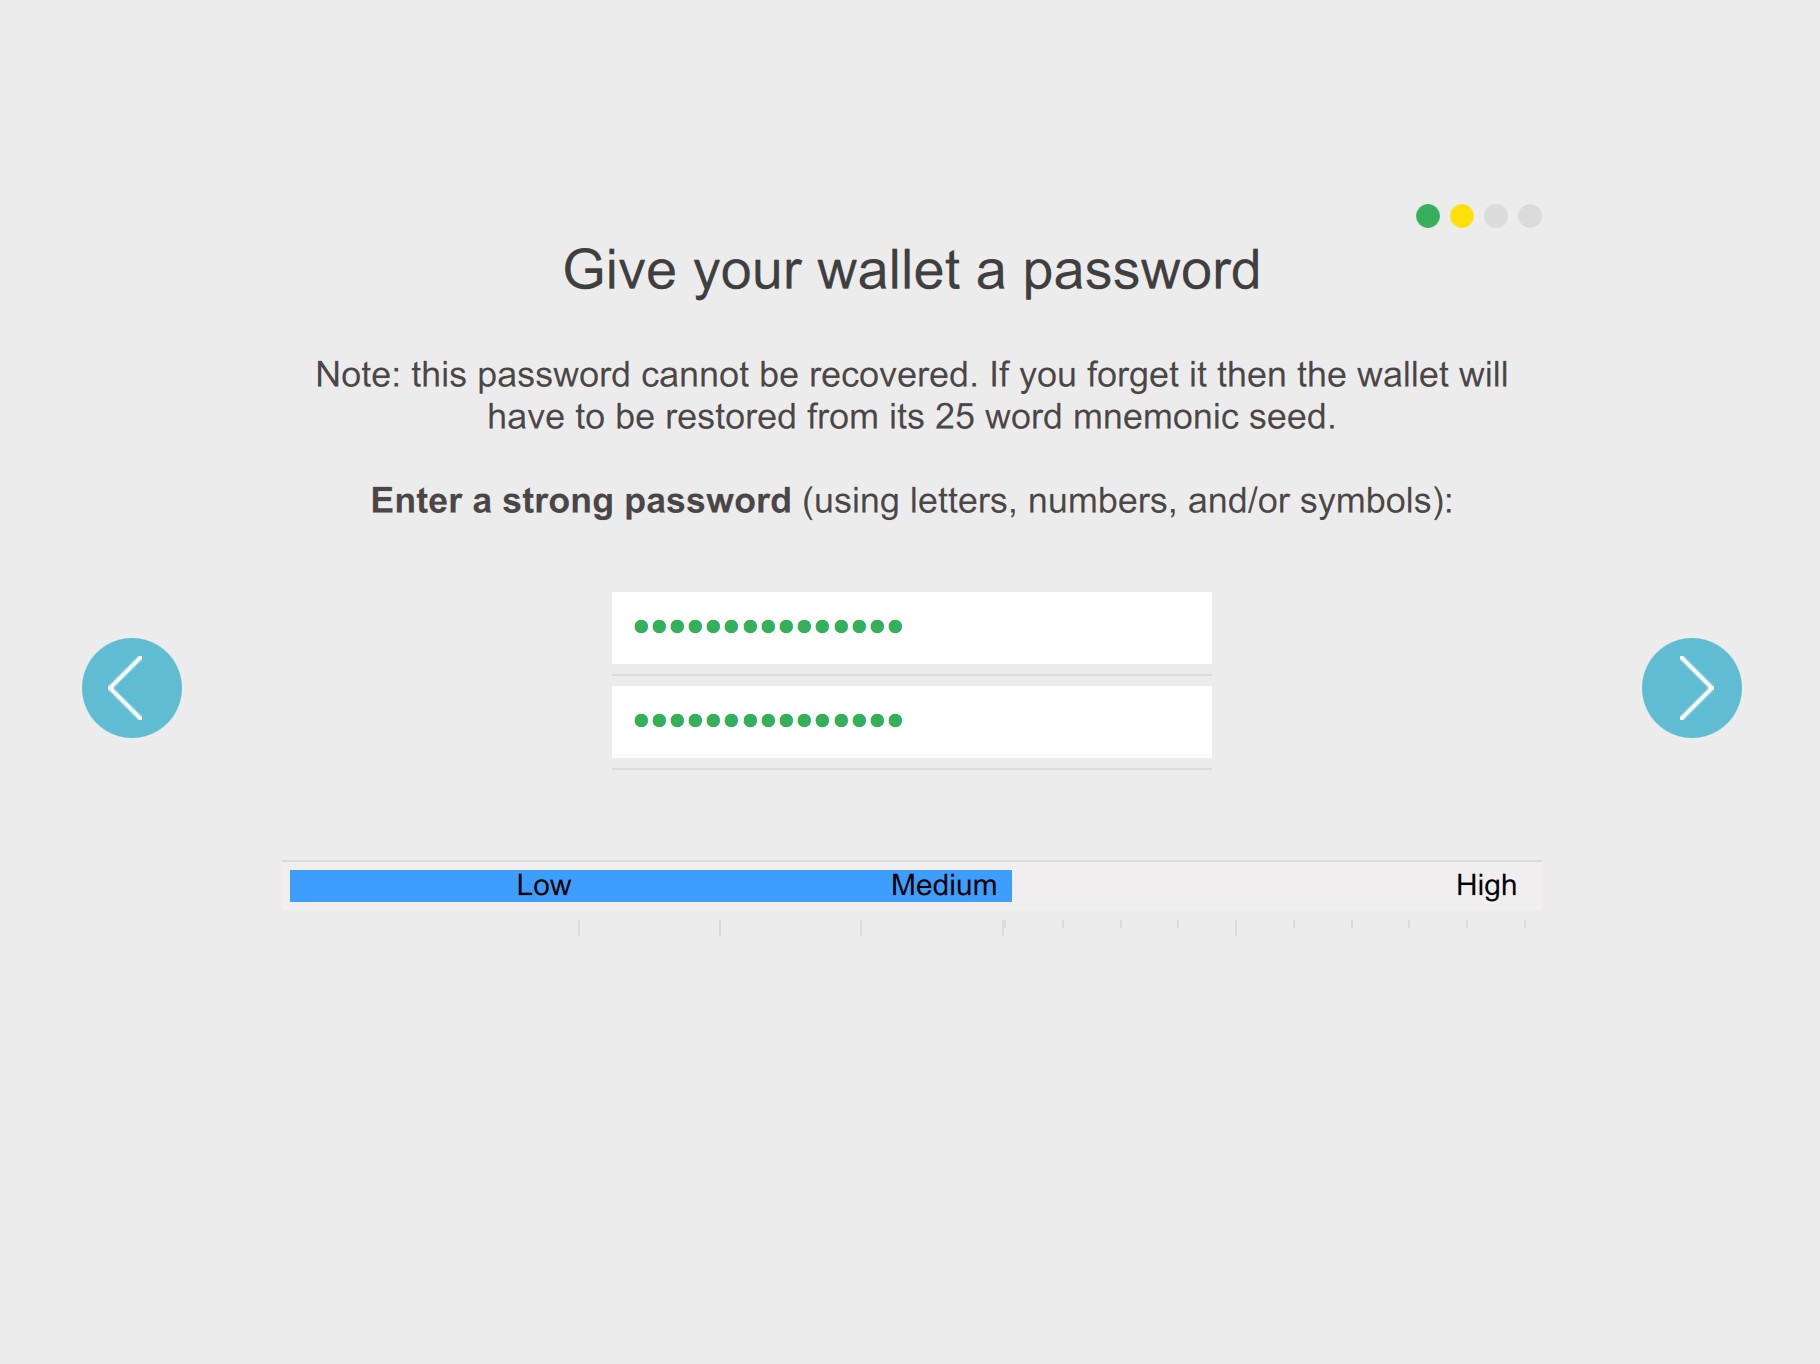 Give your wallet a password
Note: this password cannot be recovered. If you forget it then the wallet will
have to be restored from its 25 word mnemonic seed.
Enter a strong password (using letters, numbers, and/or symbols):
Low Medium High